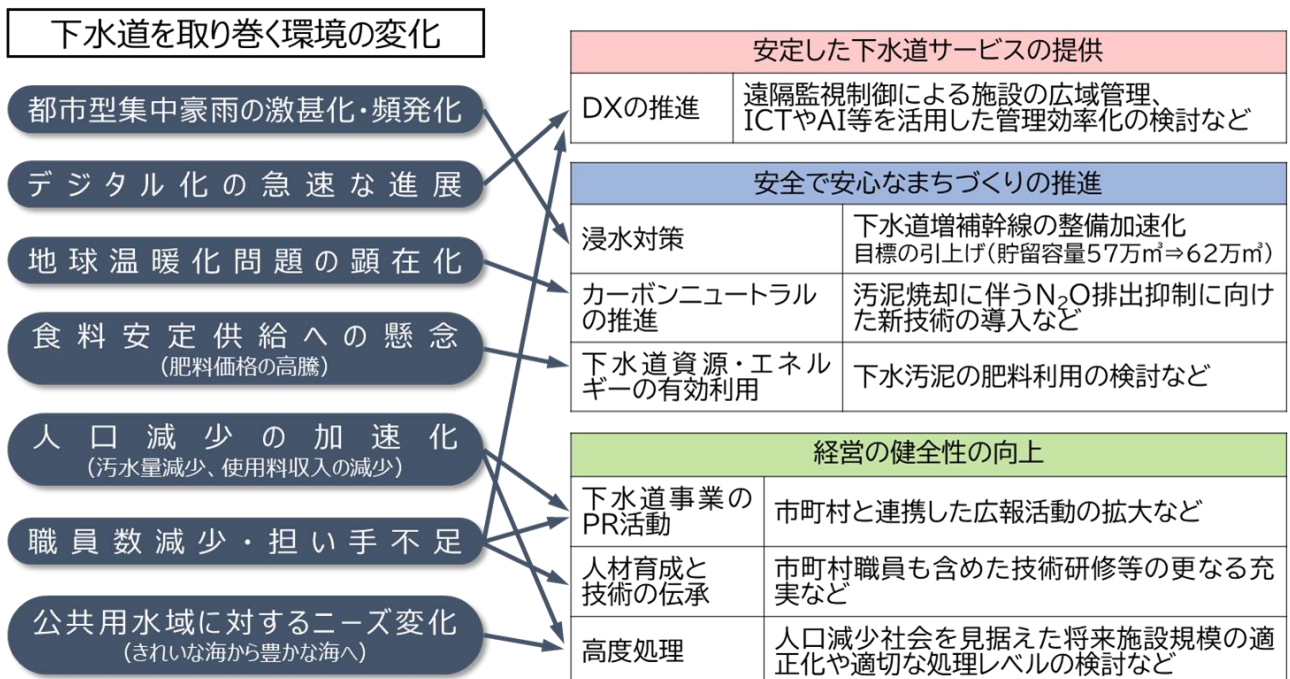 下水道を取り巻く環境の変化
都市型集中豪雨の激甚化・頻発化
デジタル化の急速な進展
地球温暖化問題の顕在化
食料安定供給への懸念
(肥料価格の高騰)
人口減少の加速化
(汚水量減少、使用料収入の減少)
職員数減少・担い手不足
公共用水域に対するニーズ変化
(きれいな海から豊かな海へ)
安定した下水道サービスの提供
DXの推進
遠隔監視制御による施設の広域管理、
ICTやAI等を活用した管理効率化の検討など
安全で安心なまちづくりの推進
浸水対策
下水道増補幹線の整備加速化
目標の引上げ(貯留容量57万㎥⇒62万㎥)
カーボンニュートラル
の推進
汚泥焼却に伴うN₂O排出抑制に向け
た新技術の導入など
下水道資源・エネル
ギーの有効利用
下水汚泥の肥料利用の検討など
経営の健全性の向上
下水道事業の
PR活動
市町村と連携した広報活動の拡大など
人材育成と
技術の伝承
市町村職員も含めた技術研修等の更なる充
実など
高度処理
人口減少社会を見据えた将来施設規模の適
正化や適切な処理レベルの検討など